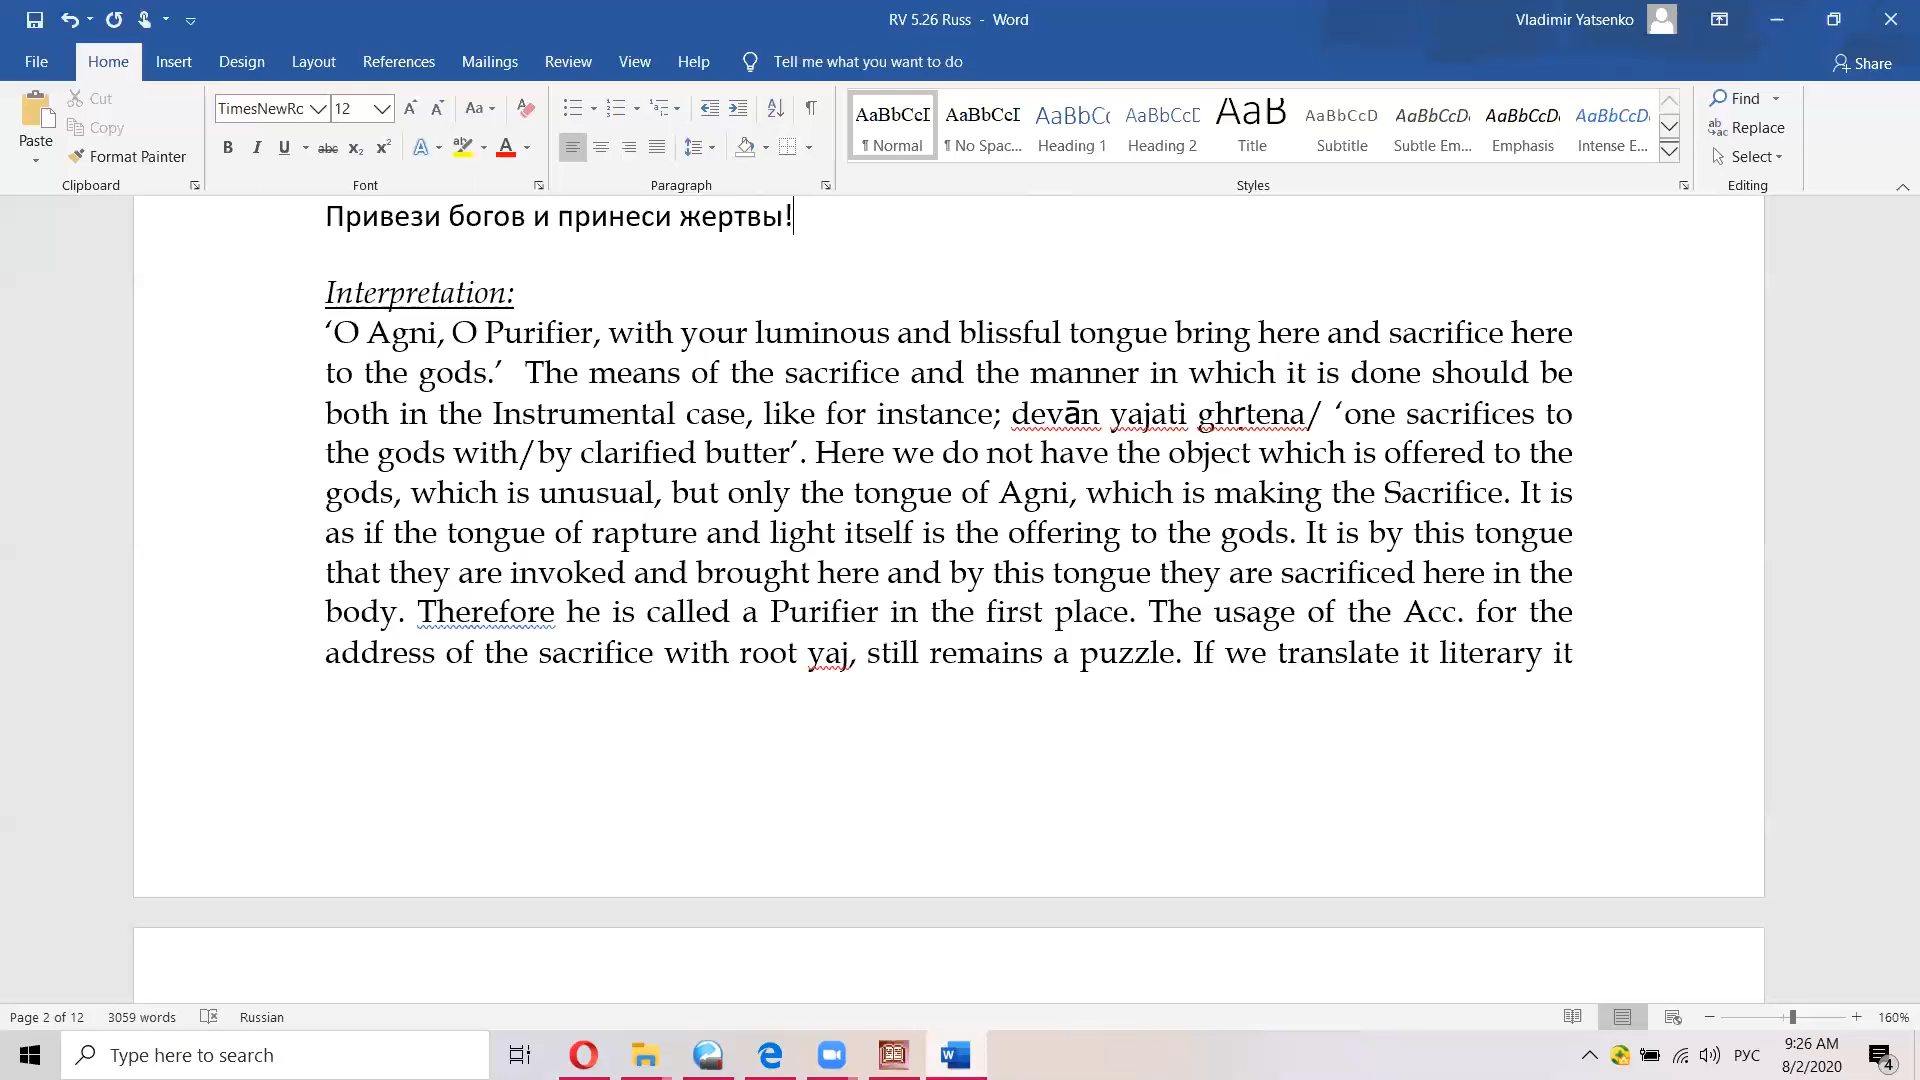 RV 5.26 Russ - Word
Vladimir Yatsenko
File Home Insert Design Layout References Mailings Review View Help Tell me what you want to do Share
Paste
Cut
Copy
Format Painter
Clipboard
TimesNewRc 12
Font
Paragraph
AaBbCcI AaBbCcI AaBbCc AaBbCcD AaB AaBbCcD AaBbCcD. AaBbCcD. AaBbCcD.
¶ Normal ¶ No Spac... Heading 1 Heading 2 Title Subtitle Subtle Em... Emphasis Intense E...
Styles
Find
Replace
Select
Editing
Привези богов и принеси жертвы!
Interpretation:
‘O Agni, O Purifier, with your luminous and blissful tongue bring here and sacrifice here
to the gods.’ The means of the sacrifice and the manner in which it is done should be
both in the Instrumental case, like for instance; devān yajati ghṛtena/ ‘one sacrifices to
the gods with/by clarified butter’. Here we do not have the object which is offered to the
gods, which is unusual, but only the tongue of Agni, which is making the Sacrifice. It is
as if the tongue of rapture and light itself is the offering to the gods. It is by this tongue
that they are invoked and brought here and by this tongue they are sacrificed here in the
body. Therefore he is called a Purifier in the first place. The usage of the Acc. for the
address of the sacrifice with root yaj, still remains a puzzle. If we translate it literary it
Page 2 of 12 3059 words Russian 160%
Type here to search
РУС
9:26 AM
8/2/2020
4